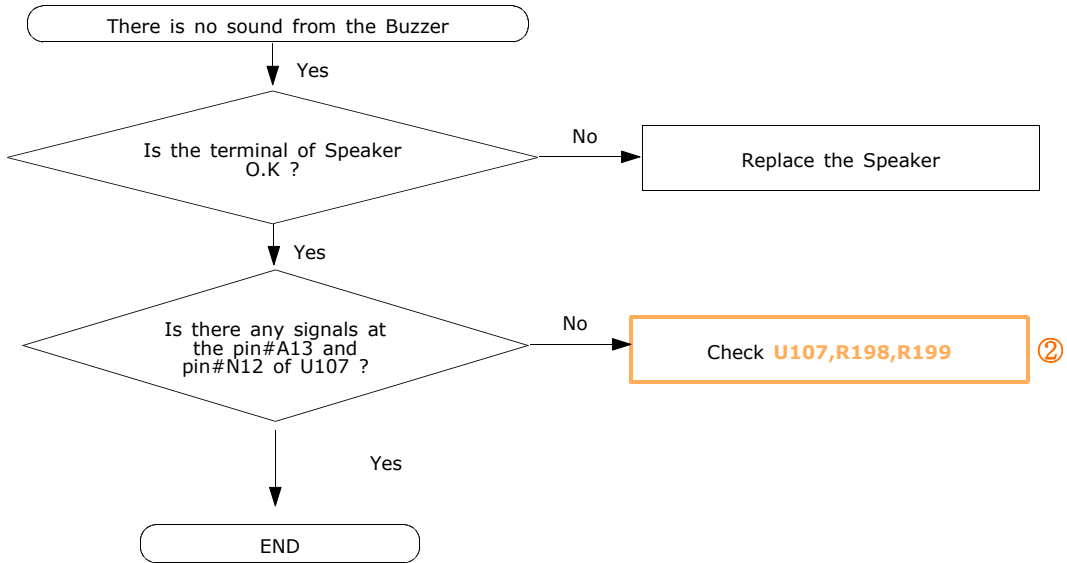 There is no sound from the Buzzer
Yes
Is the terminal of Speaker
O.K ?
No
Replace the Speaker
Yes
Is there any signals at
the pin#A13 and
pin#N12 of U107 ?
No
Check U107,R198,R199
②
Yes
END